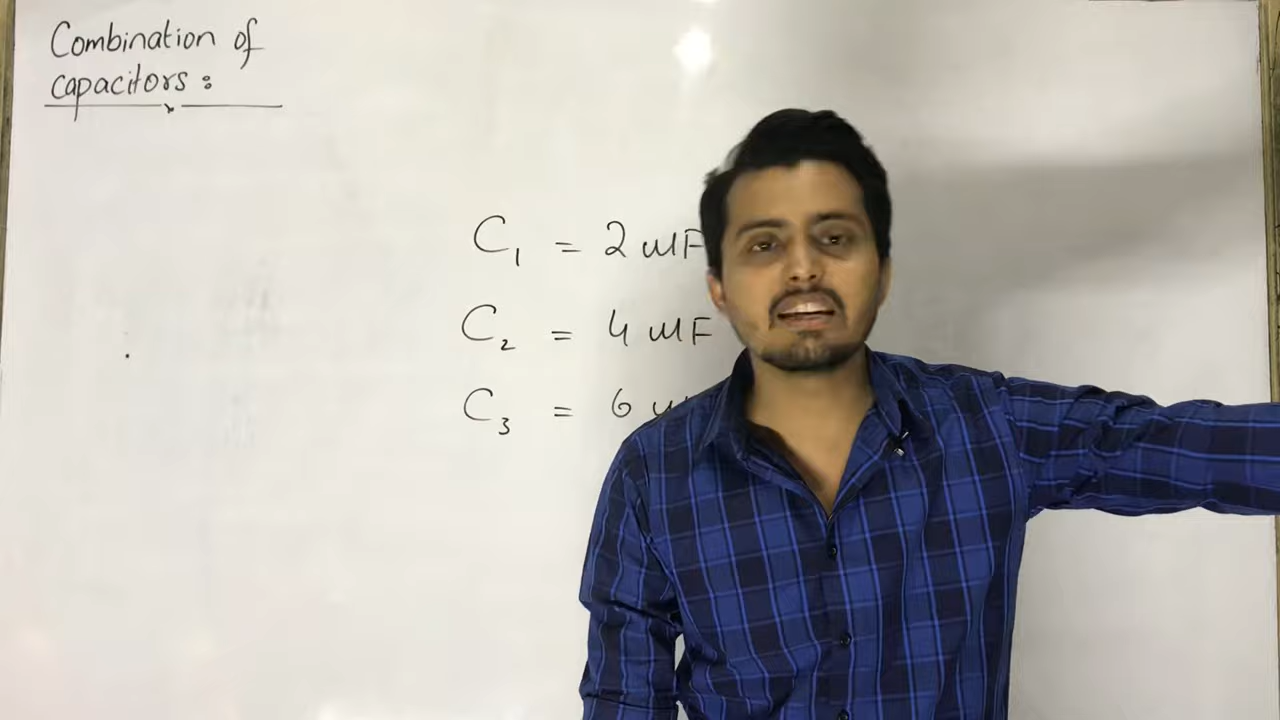 Combination of
capacitors :
C₁ = 2 μF
C₂ = 4 μF
C₃ = 6